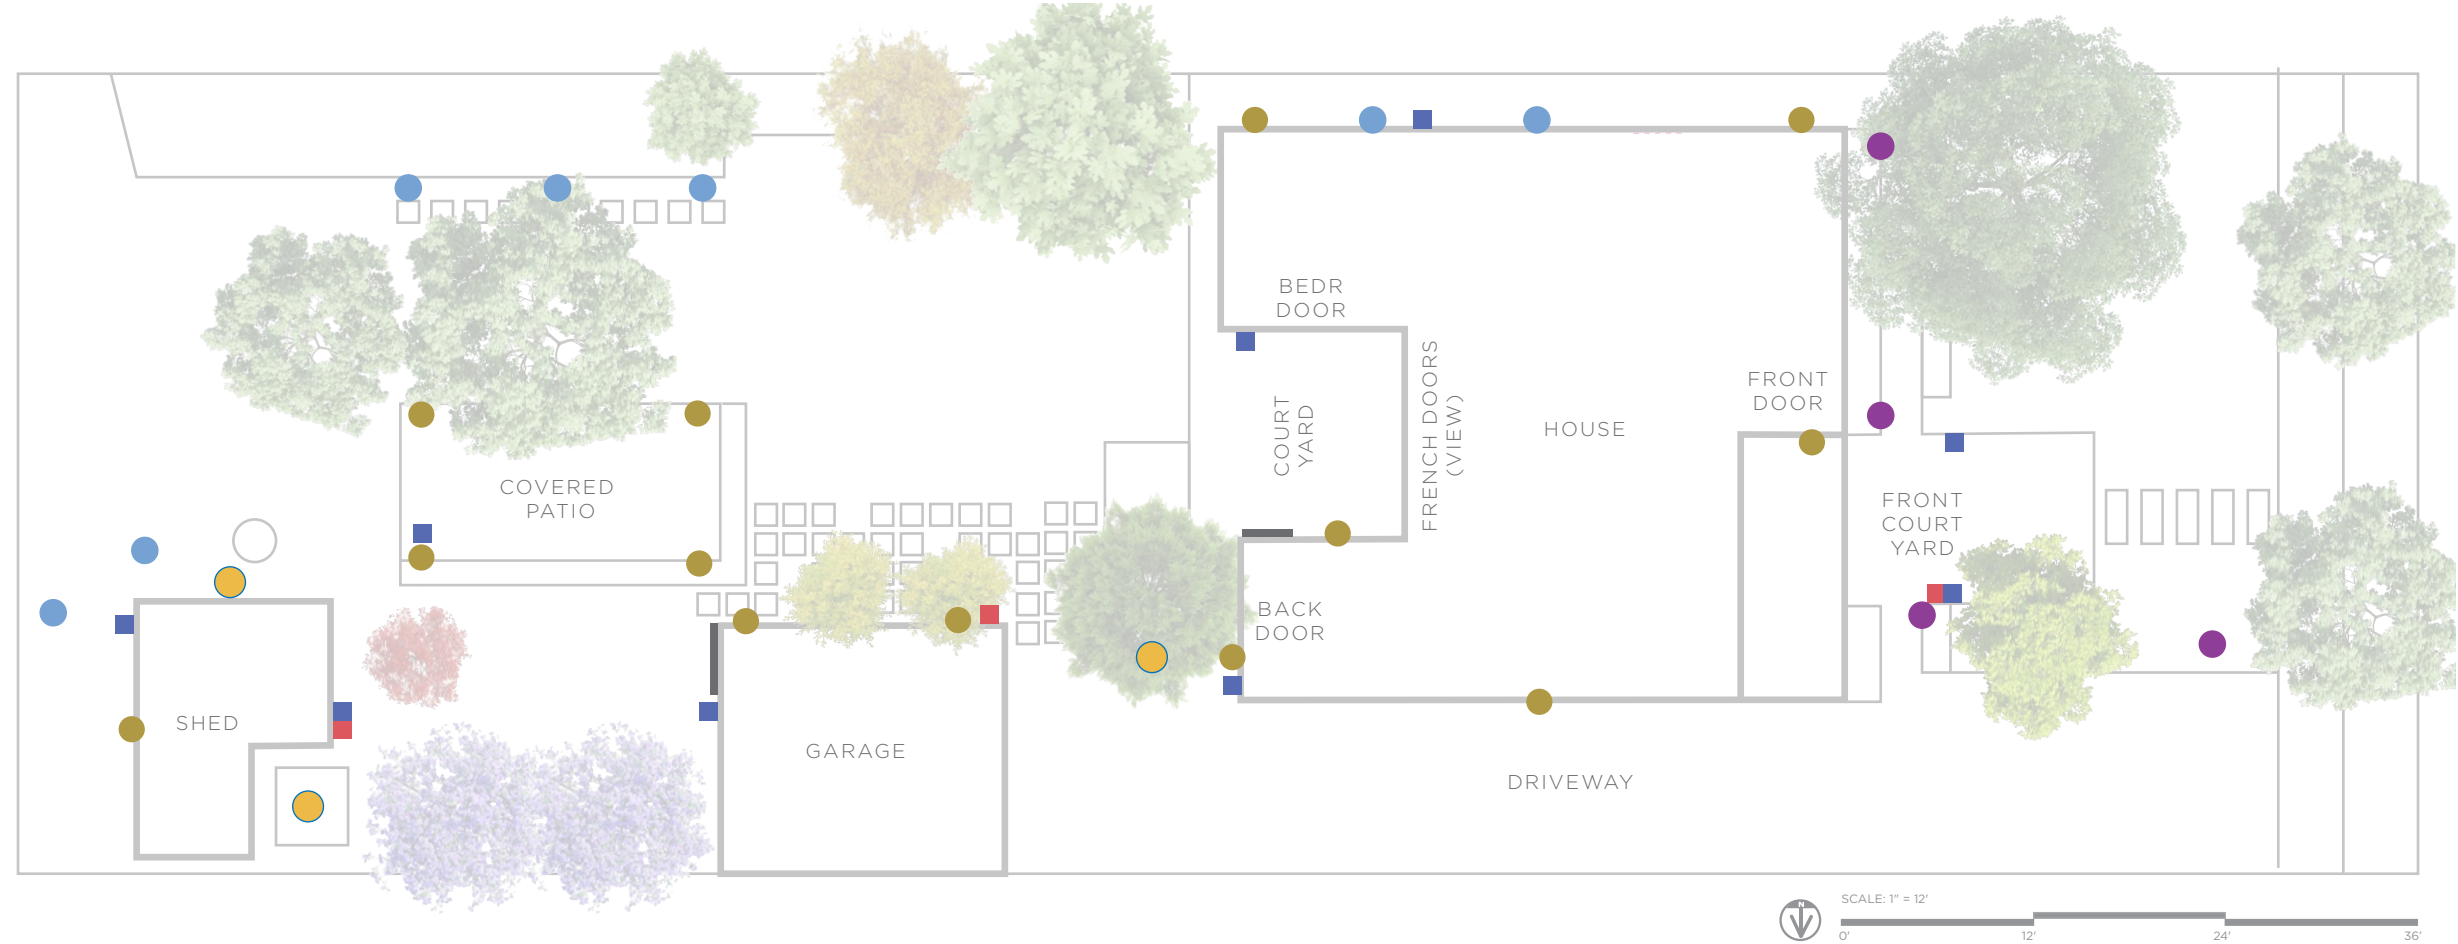 BEDR
DOOR
COURT
YARD
FRENCH DOORS
(VIEW)
HOUSE
FRONT
DOOR
COVERED
PATIO
FRONT
COURT
YARD
BACK
DOOR
SHED
GARAGE
DRIVEWAY
N
SCALE: 1" = 12'
0'
12'
24'
36'